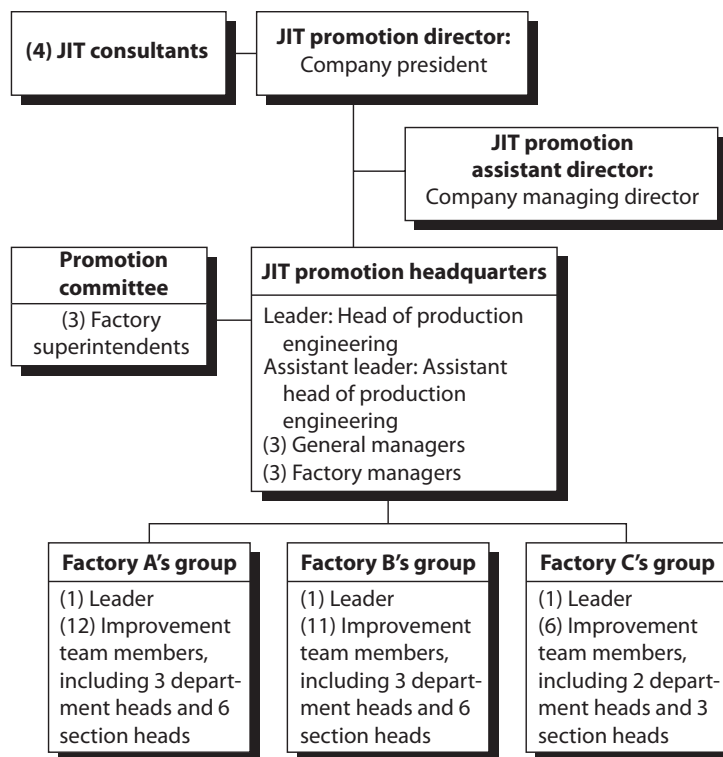 (4) JIT consultants
JIT promotion director:
Company president
JIT promotion
assistant director:
Company managing director
Promotion
committee
(3) Factory
superintendents
JIT promotion headquarters
Leader: Head of production
engineering
Assistant leader: Assistant
head of production
engineering
(3) General managers
(3) Factory managers
Factory A's group
(1) Leader
(12) Improvement
team members,
including 3 depart-
ment heads and 6
section heads
Factory B's group
(1) Leader
(11) Improvement
team members,
including 3 depart-
ment heads and 6
section heads
Factory C's group
(1) Leader
(6) Improvement
team members,
including 2 depart-
ment heads and 3
section heads